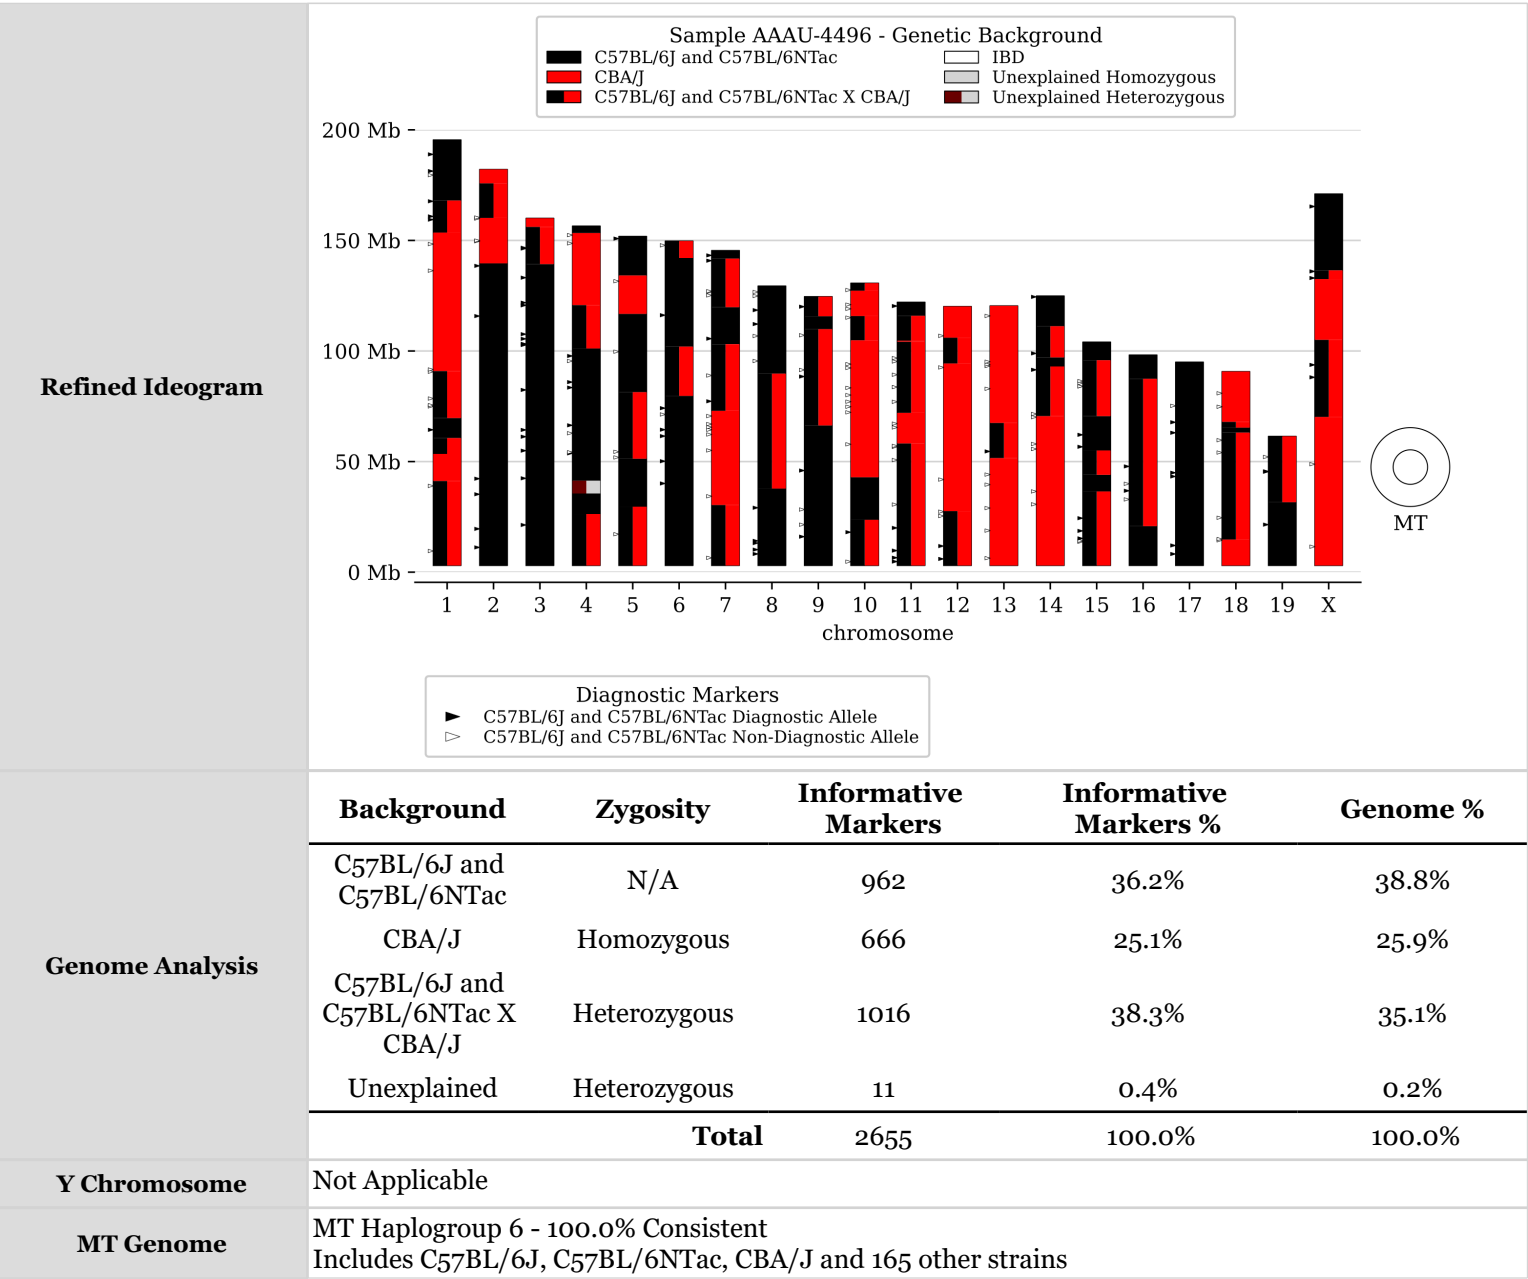 Refined Ideogram
Sample AAAU-4496 - Genetic Background
C57BL/6J and C57BL/6NTac
CBA/J
C57BL/6J and C57BL/6NTac X CBA/J
IBD
Unexplained Homozygous
Unexplained Heterozygous
200 Mb
150 Mb
100 Mb
50 Mb
0 Mb
1 2 3 4 5 6 7 8 9 10 11 12 13 14 15 16 17 18 19 X
chromosome
MT
Diagnostic Markers
C57BL/6J and C57BL/6NTac Diagnostic Allele
C57BL/6J and C57BL/6NTac Non-Diagnostic Allele
Genome Analysis
Background Zygosity Informative Markers Informative Markers % Genome %
C57BL/6J and
C57BL/6NTac N/A 962 36.2% 38.8%
CBA/J Homozygous 666 25.1% 25.9%
C57BL/6J and
C57BL/6NTac X
CBA/J Heterozygous 1016 38.3% 35.1%
Unexplained Heterozygous 11 0.4% 0.2%
Total 2655 100.0% 100.0%
Y Chromosome
Not Applicable
MT Genome
MT Haplogroup 6 - 100.0% Consistent
Includes C57BL/6J, C57BL/6NTac, CBA/J and 165 other strains